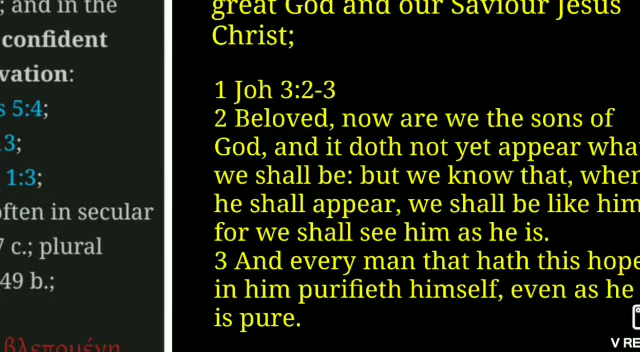 ; and in the
confident
vation:
s 5:4;
13;
1:3;
often in secular
7 c.; plural
49 b.;
βλεπομένη
great God and our Saviour Jesus
Christ;
1 Joh 3:2-3
2 Beloved, now are we the sons of
God, and it doth not yet appear what
we shall be: but we know that, when
he shall appear, we shall be like him
for we shall see him as he is.
3 And every man that hath this hope
in him purifieth himself, even as he
is pure.
V RE